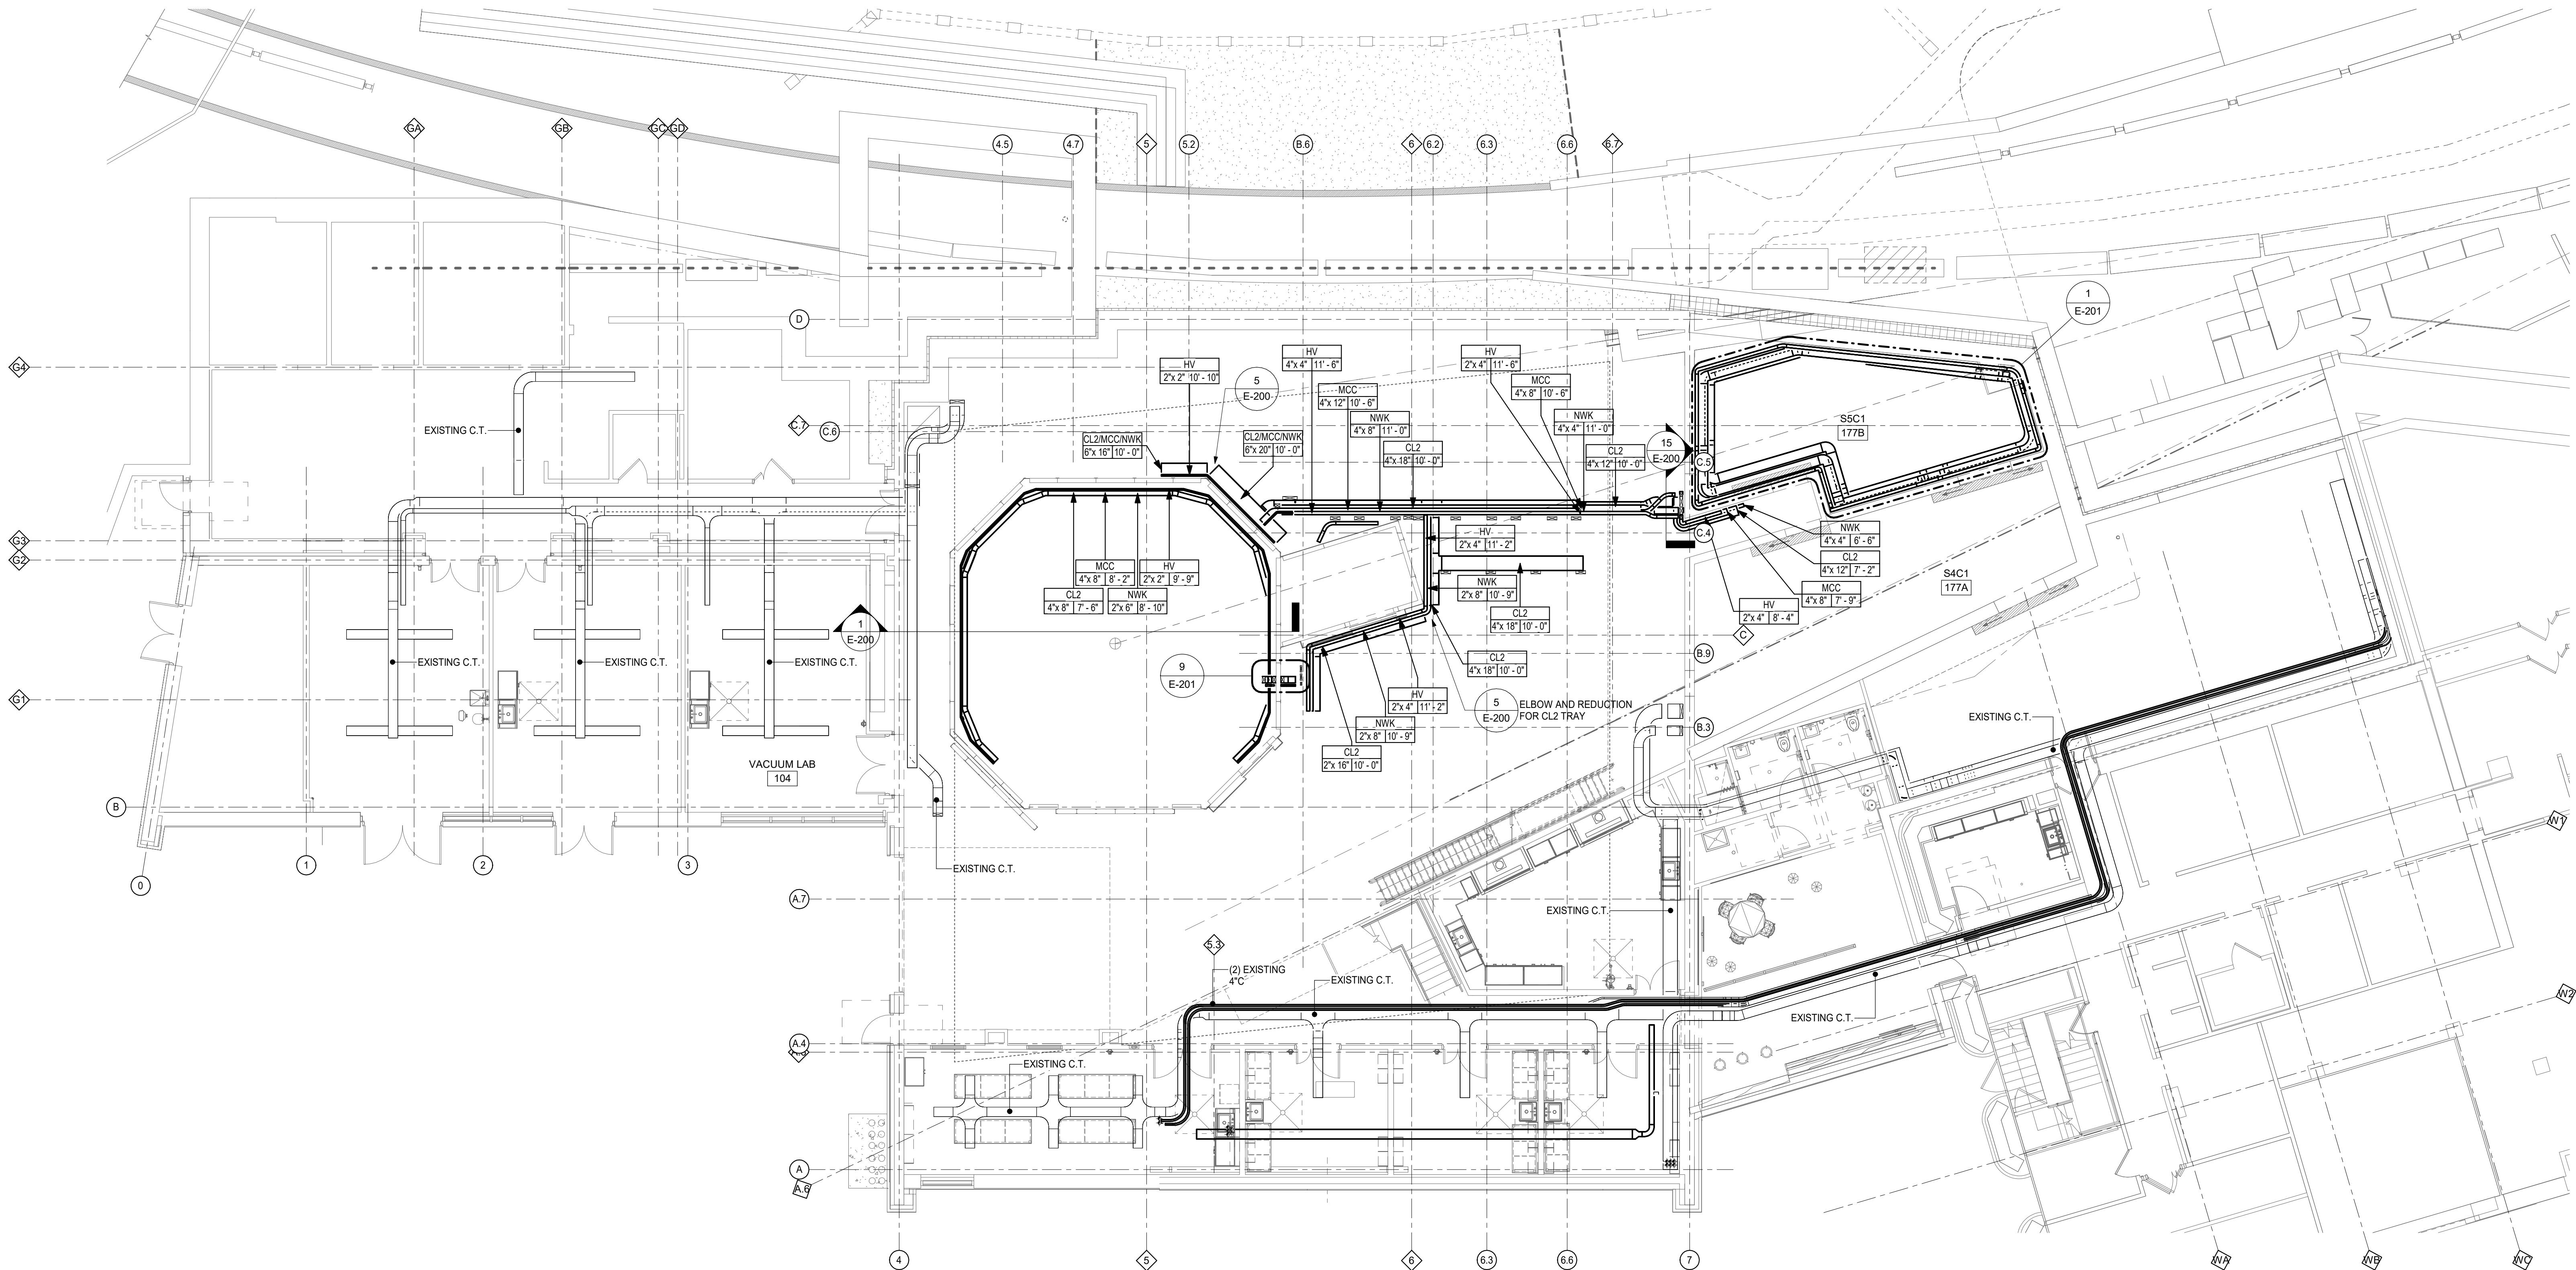 GA
GB
GC
GD
4.5
4.7
5
5.2
B.6
6
6.2
6.3
6.6
6.7
1
E-201
D
G4
HV
2"x 2" 10' - 10"
HV
4"x 4" 11' - 6"
HV
2"x 4" 11' - 6"
5
E-200
MCC
4"x 12" 10' - 6"
MCC
4"x 8" 10' - 6"
NWK
4"x 8" 11' - 0"
NWK
4"x 4" 11' - 0"
S5C1
177B
EXISTING C.T.
C.7
C.6
CL2/MCC/NWK
6"x 16" 10' - 0"
CL2/MCC/NWK
6"x 20" 10' - 0"
CL2
4"x 18" 10' - 0"
CL2
4"x 12" 10' - 0"
15
E-200
C.5
C.4
G3
G2
HV
2"x 4" 11' - 2"
NWK
4"x 4" 6' - 6"
CL2
4"x 12" 7' - 2"
MCC
4"x 8" 7' - 9"
HV
2"x 4" 8' - 4"
S4C1
177A
MCC
4"x 8" 8' - 2"
HV
2"x 2" 9' - 9"
CL2
4"x 8" 7' - 6"
NWK
2"x 6" 8' - 10"
NWK
2"x 8" 10' - 9"
CL2
4"x 18" 10' - 0"
1
E-200
C
B.9
EXISTING C.T.
EXISTING C.T.
EXISTING C.T.
9
E-201
CL2
4"x 18" 10' - 0"
G1
HV
2"x 4" 11' - 2"
5
E-200
ELBOW AND REDUCTION
FOR CL2 TRAY
NWK
2"x 8" 10' - 9"
CL2
2"x 16" 10' - 0"
B.3
EXISTING C.T.
VACUUM LAB
104
B
W1
0
1
2
3
EXISTING C.T.
A.7
EXISTING C.T.
5.3
(2) EXISTING
4"C
EXISTING C.T.
W2
EXISTING C.T.
A.4
EXISTING C.T.
A
A.6
4
5
6
6.3
6.6
7
WA
WB
WC